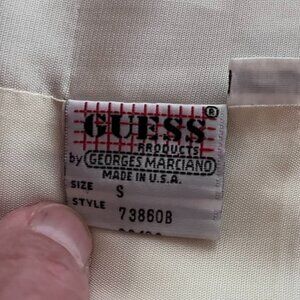 GUESS®
PRODUCTS
by GEORGES MARCIANO
MADE IN U.S.A.
SIZE S
STYLE 73860B